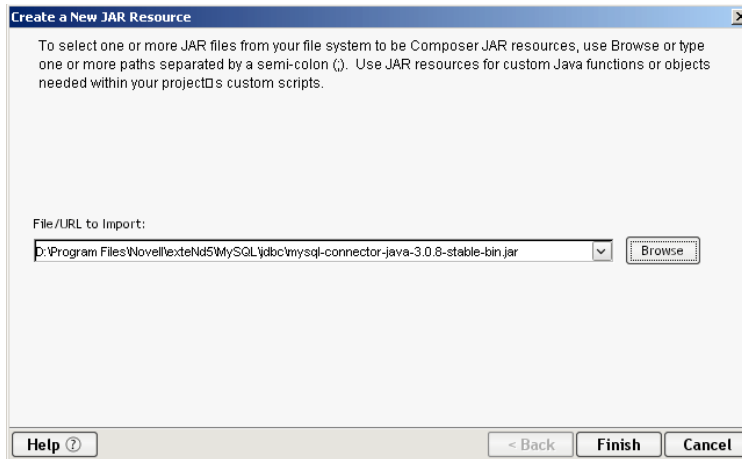 Create a New JAR Resource
To select one or more JAR files from your file system to be Composer JAR resources, use Browse or type
one or more paths separated by a semi-colon (;). Use JAR resources for custom Java functions or objects
needed within your project□s custom scripts.
File/URL to Import:
D:\Program Files\Novell\exteNd5\MySQL\jdbc\mysql-connector-java-3.0.8-stable-bin.jar
Browse
Help ?
< Back
Finish
Cancel